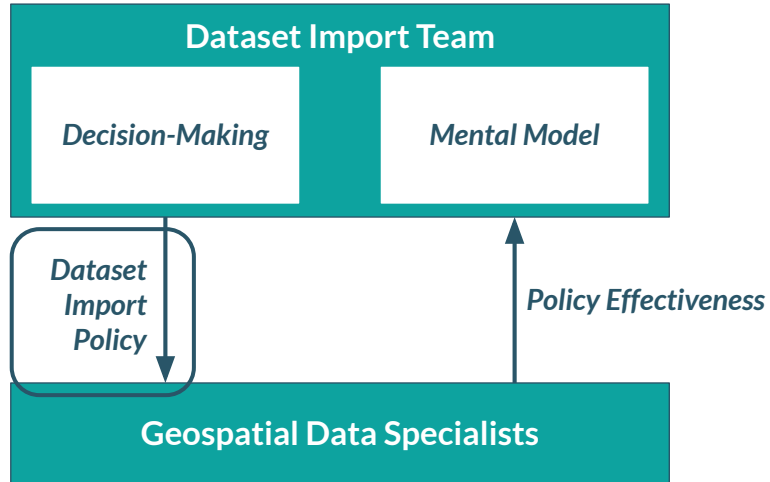 Dataset Import Team
Decision-Making
Mental Model
Dataset
Import
Policy
Policy Effectiveness
Geospatial Data Specialists